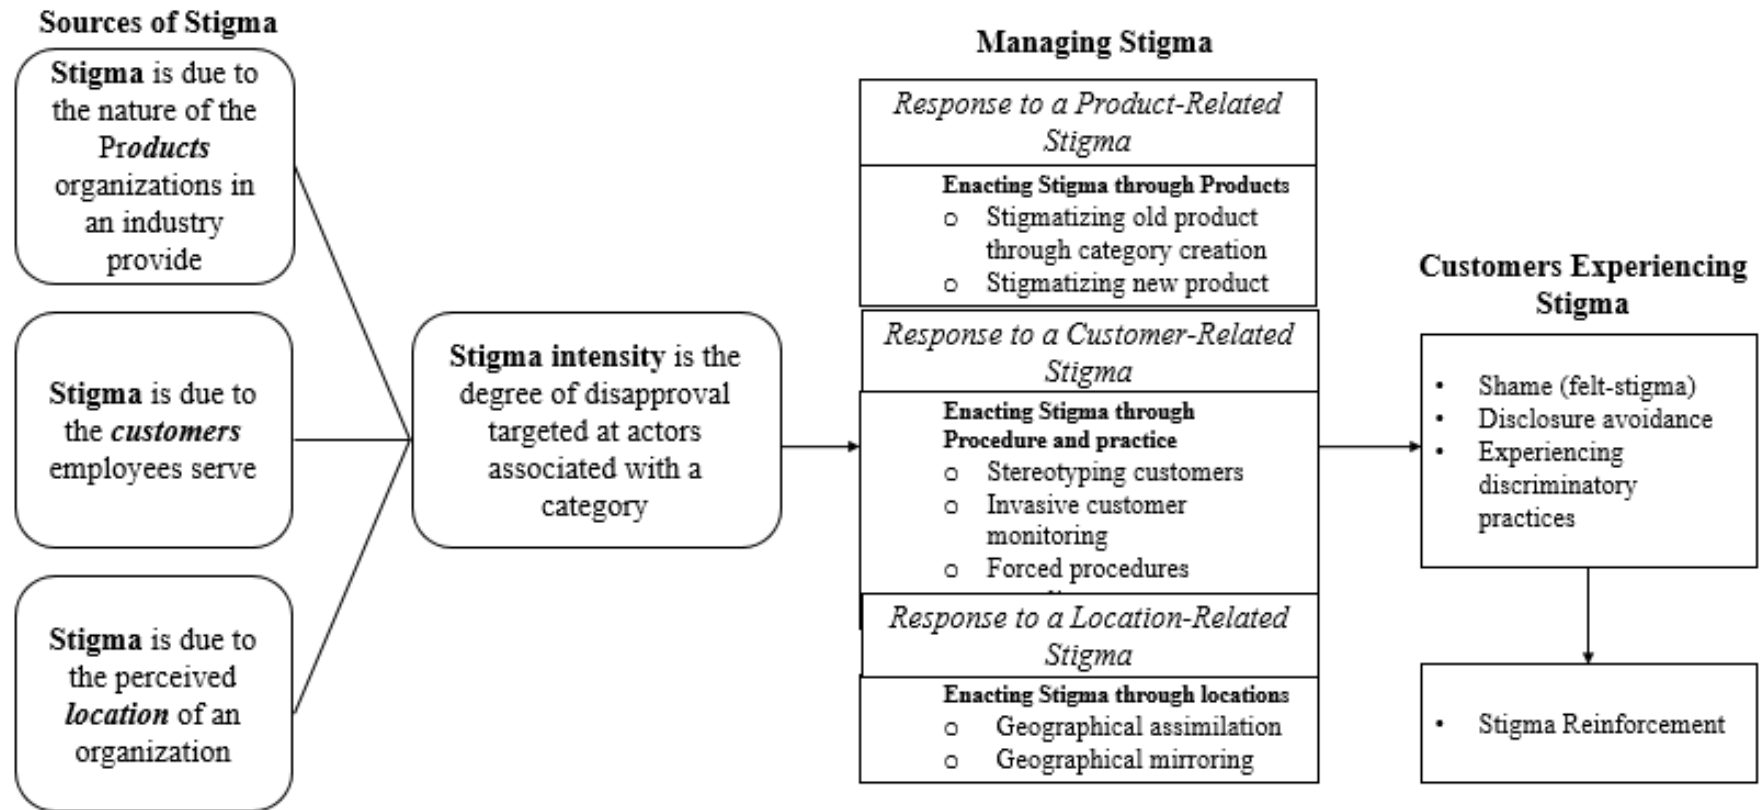 Sources of Stigma
Stigma is due to
the nature of the
Products
organizations in
an industry
provide
Stigma is due to
the customers
employees serve
Stigma is due to
the perceived
location of an
organization
Stigma intensity is the
degree of disapproval
targeted at actors
associated with a
category
Managing Stigma
Response to a Product-Related
Stigma
Enacting Stigma through Products
o Stigmatizing old product
through category creation
o Stigmatizing new product
Response to a Customer-Related
Stigma
Enacting Stigma through
Procedure and practice
o Stereotyping customers
o Invasive customer
monitoring
o Forced procedures
Response to a Location-Related
Stigma
Enacting Stigma through locations
o Geographical assimilation
o Geographical mirroring
Customers Experiencing
Stigma
• Shame (felt-stigma)
• Disclosure avoidance
• Experiencing
discriminatory
practices
• Stigma Reinforcement